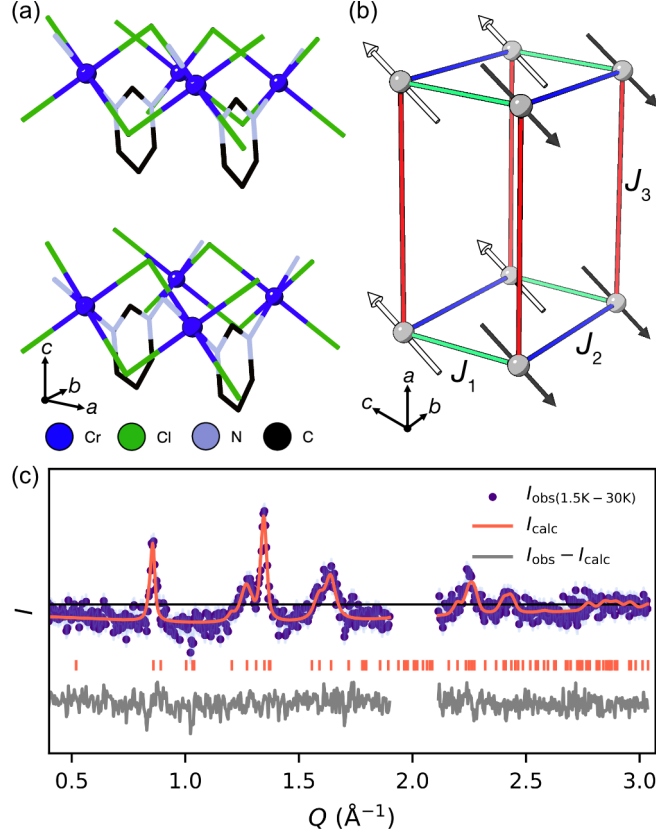 (a)
(b)
c
b
a
Cr
Cl
N
C
J3
J1
J2
a
c
b
(c)
Iobs(1.5K − 30K)
Icalc
Iobs − Icalc
I
0.5 1.0 1.5 2.0 2.5 3.0
Q (Å−1)